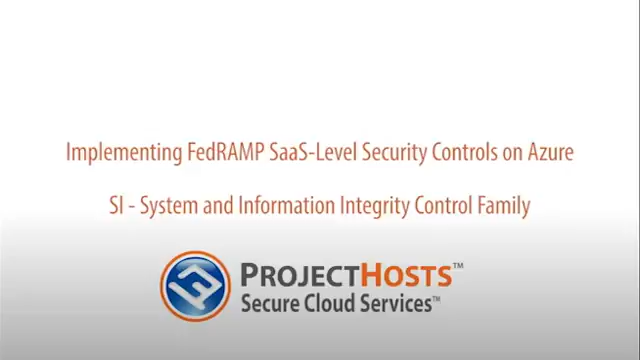 Implementing FedRAMP SaaS-Level Security Controls on Azure
SI - System and Information Integrity Control Family
PROJECTHOSTS™
Secure Cloud Services™